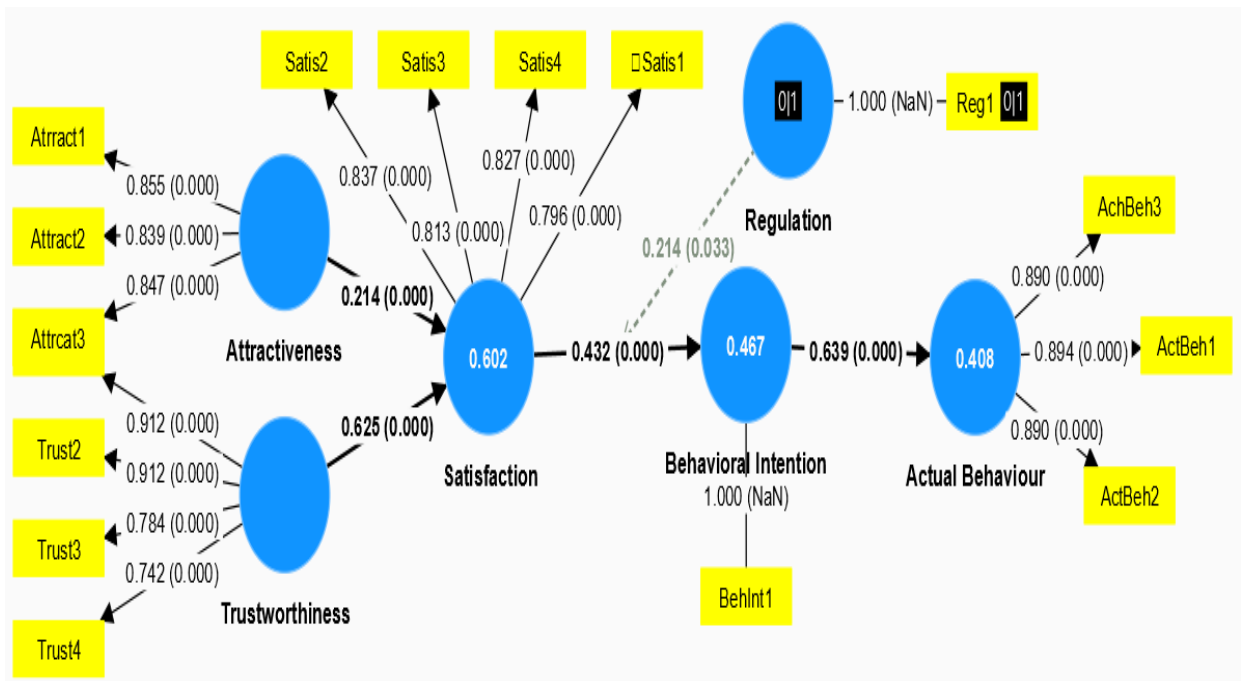 Satis2
Satis3
Satis4
Satis1
0|1
1.000 (NaN)
Reg1 0|1
Atrract1
0.855 (0.000)
Attract2
0.839 (0.000)
0.847 (0.000)
Attrcat3
Attractiveness
0.837 (0.000)
0.813 (0.000)
0.827 (0.000)
0.796 (0.000)
Regulation
0.214 (0.033)
AchBeh3
0.890 (0.000)
0.214 (0.000)
0.602
0.432 (0.000)
0.467
0.639 (0.000)
0.408
0.894 (0.000)
ActBeh1
0.625 (0.000)
Satisfaction
Behavioral Intention
1.000 (NaN)
Actual Behaviour
0.890 (0.000)
ActBeh2
0.912 (0.000)
Trust2
0.912 (0.000)
0.784 (0.000)
Trust3
0.742 (0.000)
Trustworthiness
BehInt1
Trust4